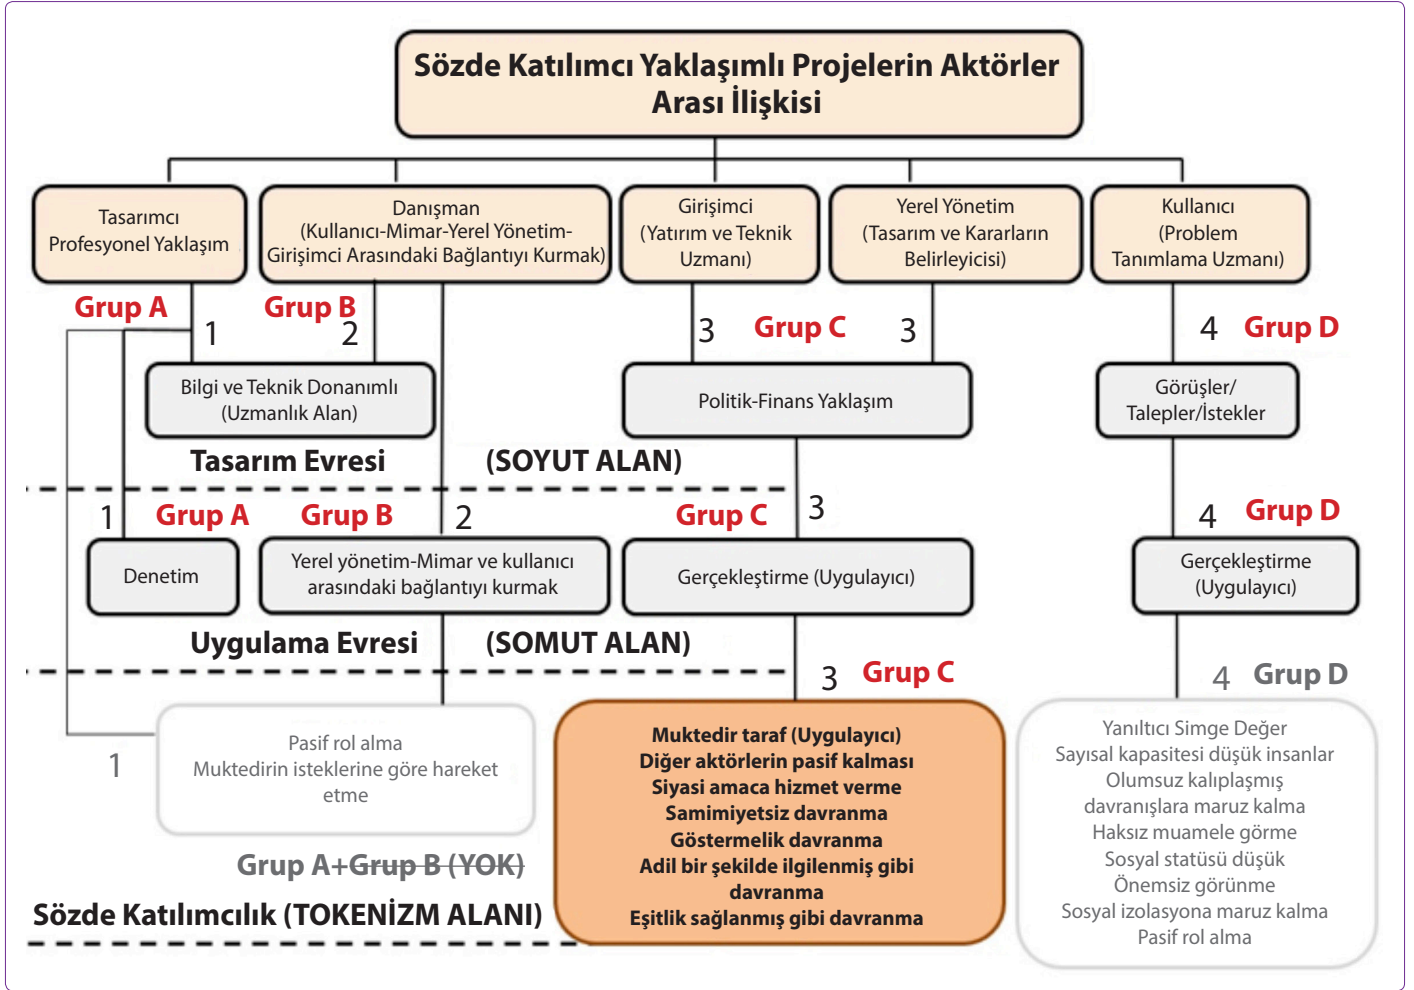 Sözde Katılımcı Yaklaşımlı Projelerin Aktörler
Arası İlişkisi
Tasarımcı
Profesyonel Yaklaşım
Danışman
(Kullanıcı-Mimar-Yerel Yönetim-
Girişimci Arasındaki Bağlantıyı Kurmak)
Girişimci
(Yatırım ve Teknik
Uzmanı)
Yerel Yönetim
(Tasarım ve Kararların
Belirleyicisi)
Kullanıcı
(Problem
Tanımlama Uzmanı)
Grup A
1
Grup B
2
3
Grup C
3
4
Grup D
Bilgi ve Teknik Donanımlı
(Uzmanlık Alan)
Politik-Finans Yaklaşım
Görüşler/
Talepler/İstekler
Tasarım Evresi
(SOYUT ALAN)
1
Grup A
Grup B
2
Grup C
3
4
Grup D
Denetim
Yerel yönetim-Mimar ve kullanıcı
arasındaki bağlantıyı kurmak
Gerçekleştirme (Uygulayıcı)
Gerçekleştirme
(Uygulayıcı)
Uygulama Evresi
(SOMUT ALAN)
3
Grup C
4
Grup D
1
Pasif rol alma
Muktedirin isteklerine göre hareket
etme
Grup A+Grup B (YOK)
Muktedir taraf (Uygulayıcı)
Diğer aktörlerin pasif kalması
Siyasi amaca hizmet verme
Samimiyetsiz davranma
Göstermelik davranma
Adil bir şekilde ilgilenmiş gibi
davranma
Eşitlik sağlanmış gibi davranma
Yanıltıcı Simge Değer
Sayısal kapasitesi düşük insanlar
Olumsuz kalıplaşmış
davranışlara maruz kalma
Haksız muamele görme
Sosyal statüsü düşük
Önemsiz görünme
Sosyal izolasyona maruz kalma
Pasif rol alma
Sözde Katılımcılık (TOKENİZM ALANI)